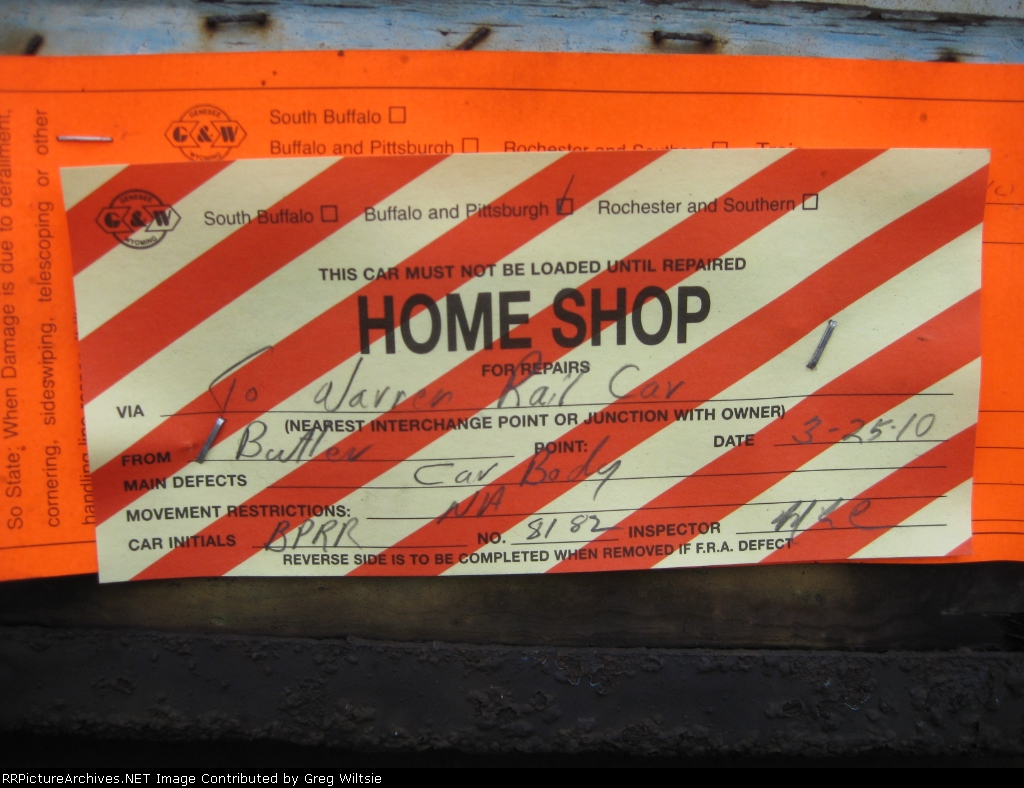 GENESEE
G&W
WYOMING
South Buffalo
Buffalo and Pittsburgh
So State: When Damage is due to derailment,
cornering, sideswiping, telescoping or other
GENESEE
G&W
WYOMING
South Buffalo
Buffalo and Pittsburgh
Rochester and Southern
THIS CAR MUST NOT BE LOADED UNTIL REPAIRED
HOME SHOP
FOR REPAIRS
VIA To Warren Rail Car
(NEAREST INTERCHANGE POINT OR JUNCTION WITH OWNER)
FROM Butler POINT: DATE 3-25-10
MAIN DEFECTS Car Body
MOVEMENT RESTRICTIONS: NA
CAR INITIALS BPRR NO. 8182 INSPECTOR
REVERSE SIDE IS TO BE COMPLETED WHEN REMOVED IF F.R.A. DEFECT
RRPictureArchives.NET Image Contributed by Greg Wiltsie